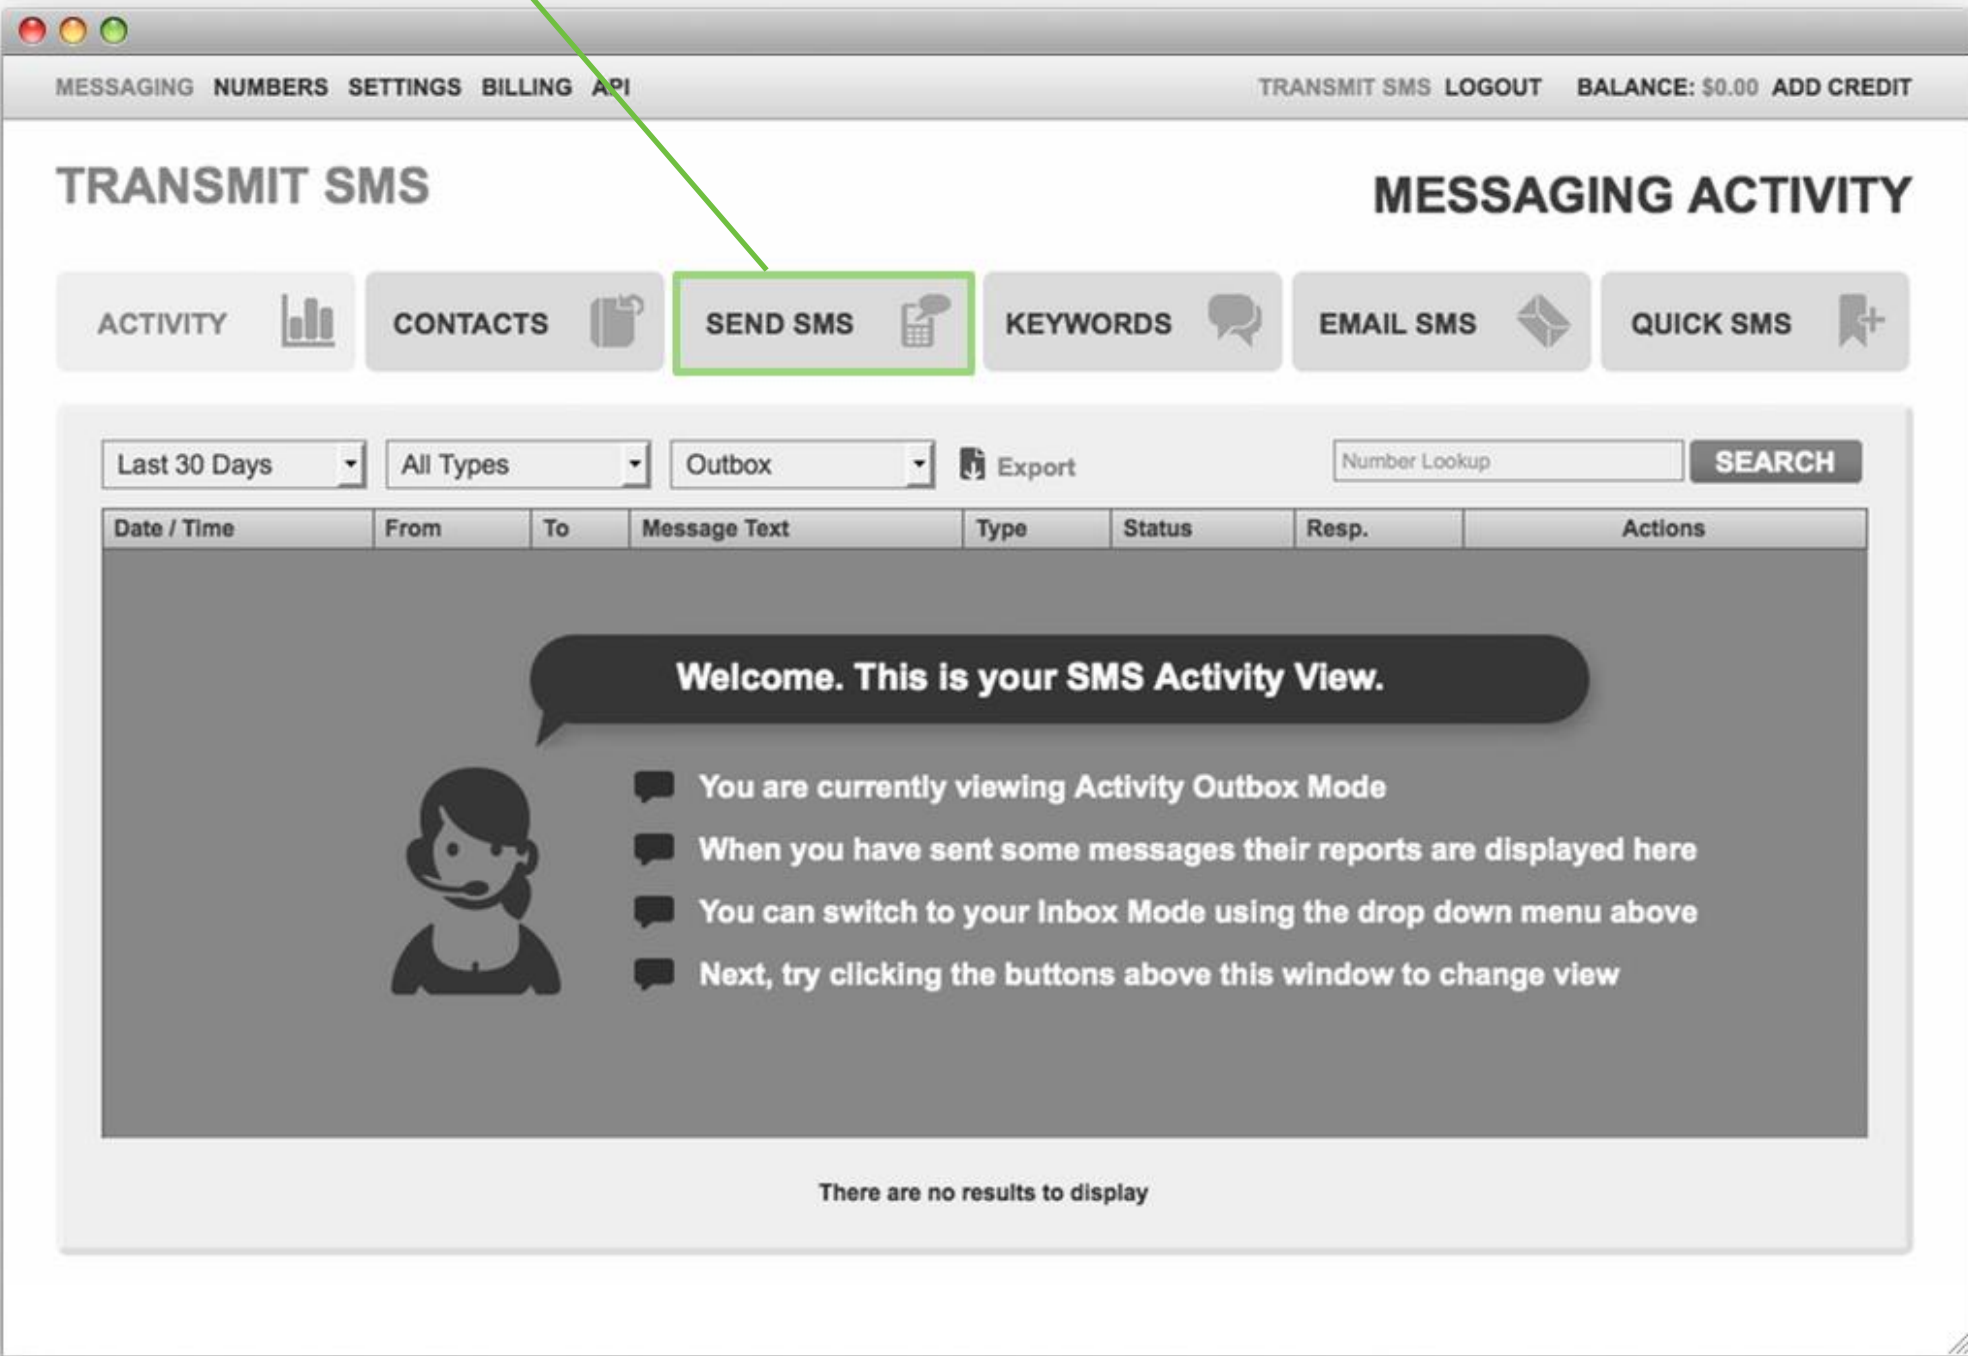 MESSAGING NUMBERS SETTINGS BILLING API TRANSMIT SMS LOGOUT BALANCE: $0.00 ADD CREDIT
TRANSMIT SMS
MESSAGING ACTIVITY
ACTIVITY CONTACTS SEND SMS KEYWORDS EMAIL SMS QUICK SMS
Last 30 Days All Types Outbox Export Number Lookup SEARCH
Date / Time From To Message Text Type Status Resp. Actions
Welcome. This is your SMS Activity View.
You are currently viewing Activity Outbox Mode
When you have sent some messages their reports are displayed here
You can switch to your Inbox Mode using the drop down menu above
Next, try clicking the buttons above this window to change view
There are no results to display